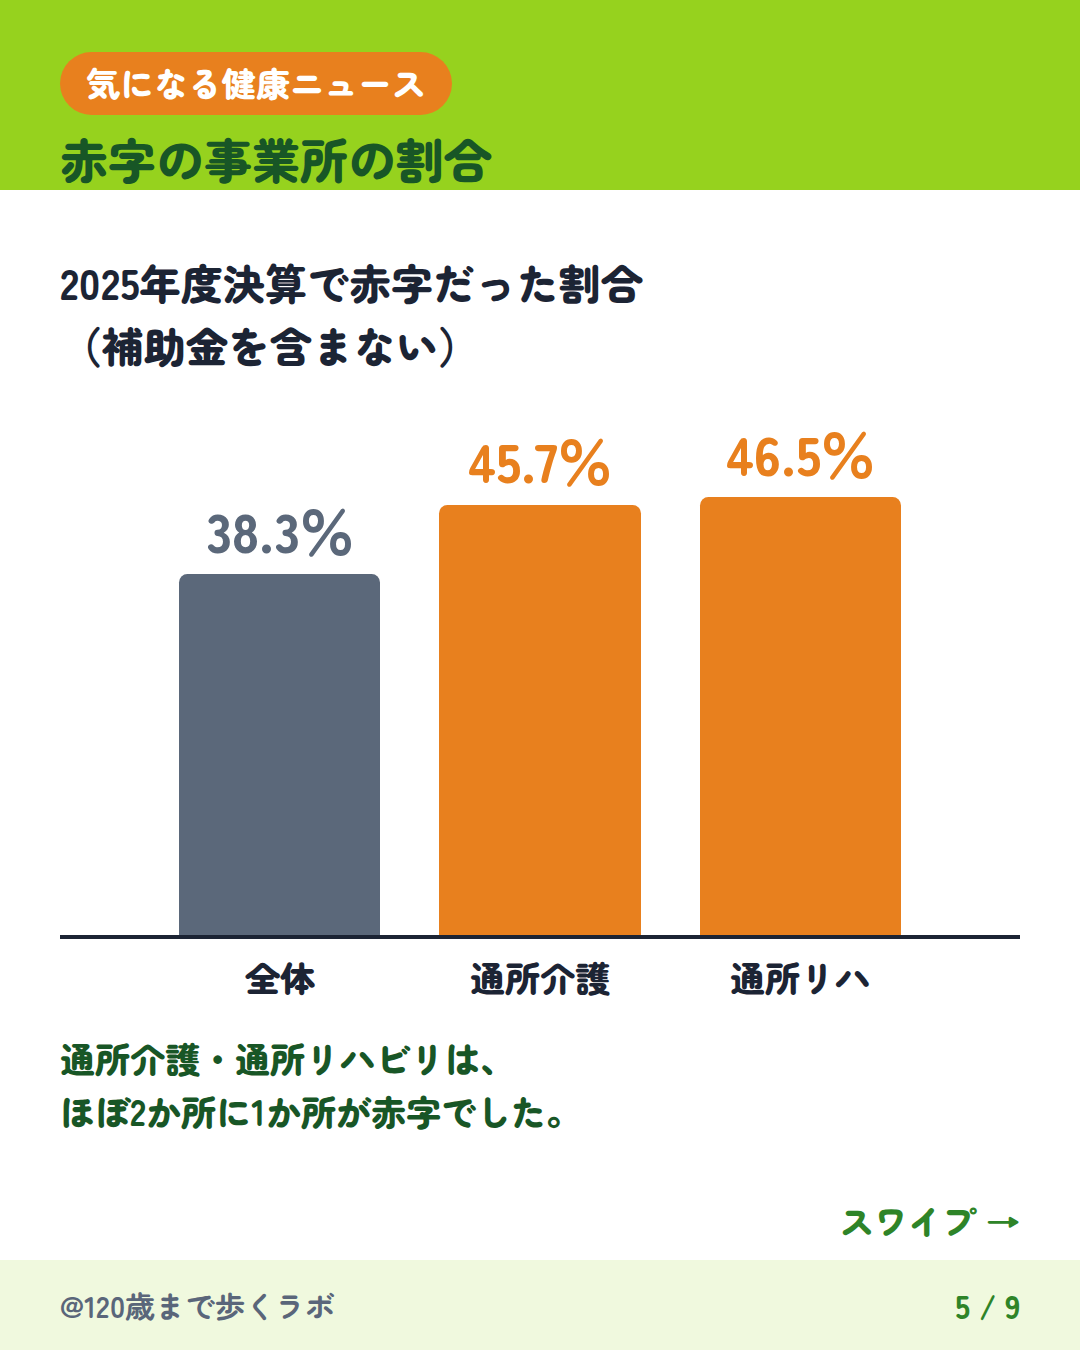 気になる健康ニュース
赤字の事業所の割合
2025年度決算で赤字だった割合
（補助金を含まない）
38.3%
45.7%
46.5%
全体
通所介護
通所リハ
通所介護・通所リハビリは、
ほぼ2か所に1か所が赤字でした。
スワイプ →
@120歳まで歩くラボ
5 / 9